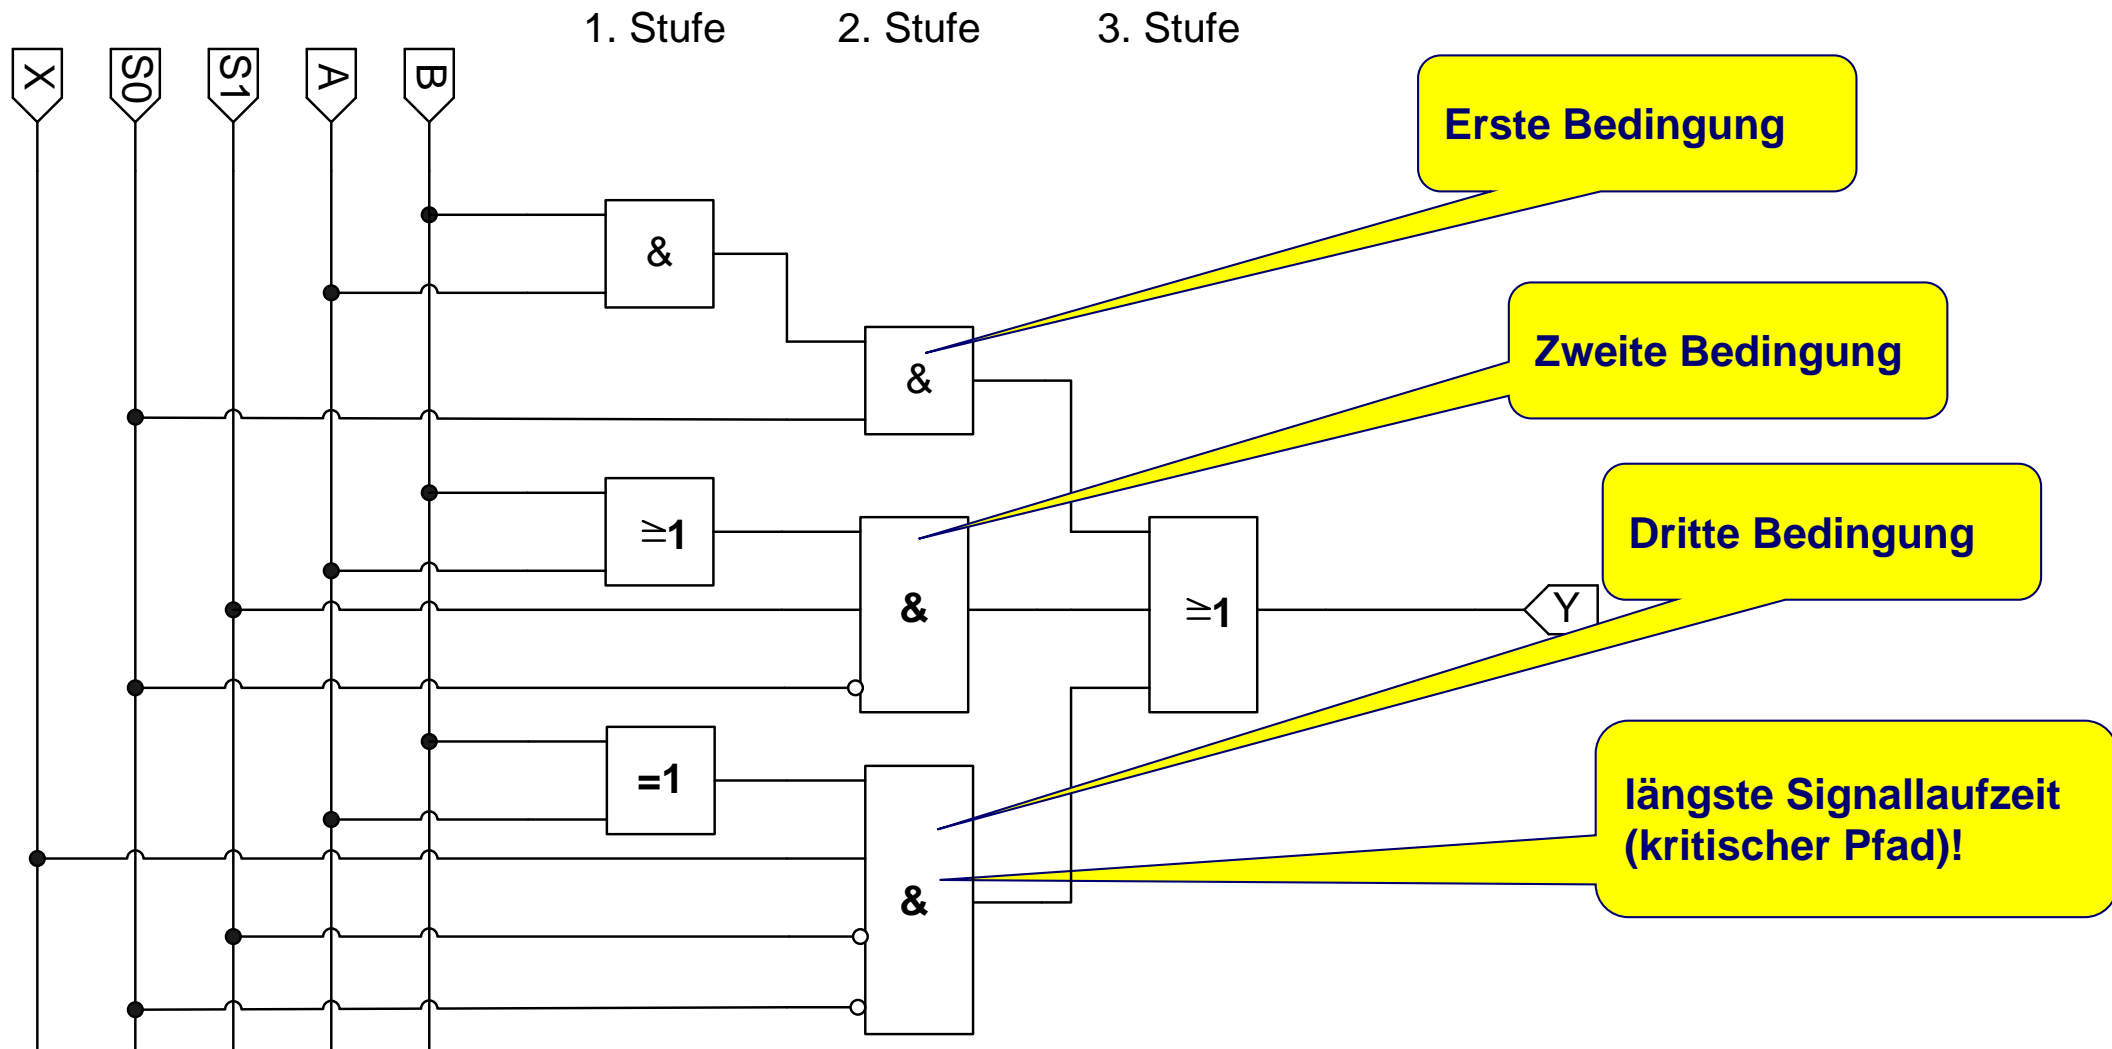 1. Stufe 2. Stufe 3. Stufe
X S0 S1 A B
Erste Bedingung
&
Zweite Bedingung
&
Dritte Bedingung
≧1
&
≧1
Y
=1
längste Signallaufzeit
(kritischer Pfad)!
&